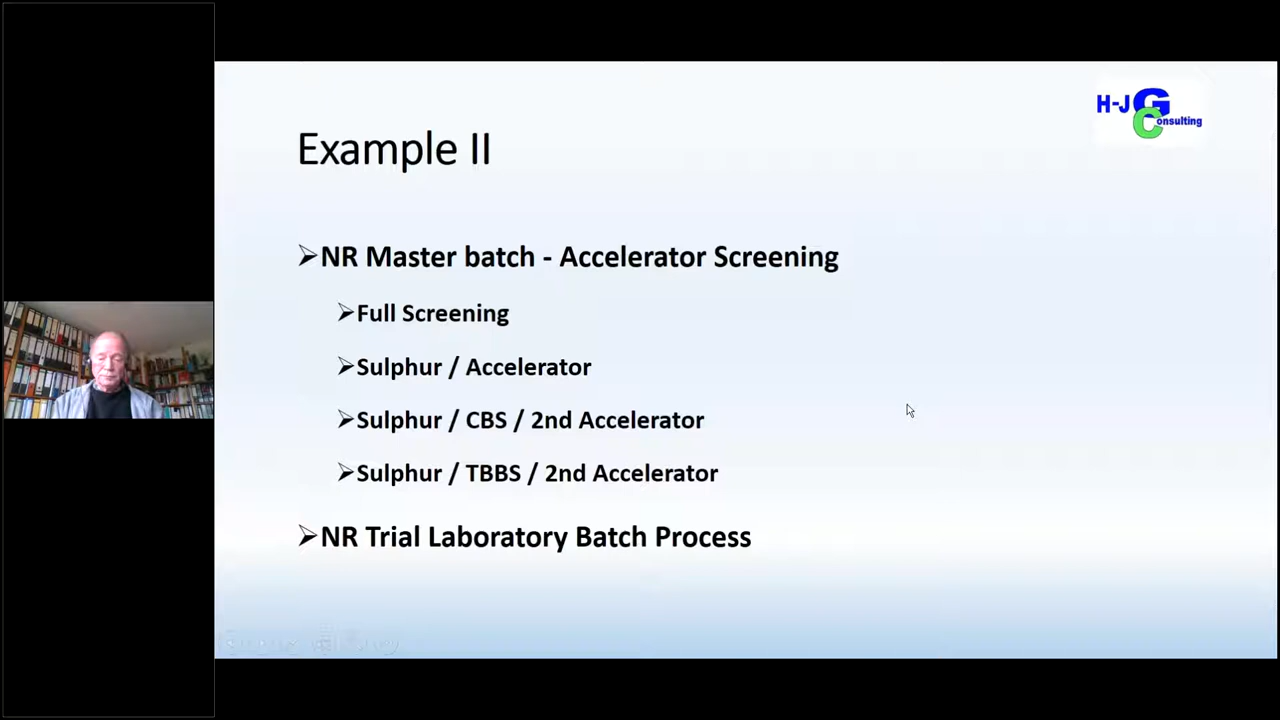 H-J G Consulting
Example II
NR Master batch - Accelerator Screening
Full Screening
Sulphur / Accelerator
Sulphur / CBS / 2nd Accelerator
Sulphur / TBBS / 2nd Accelerator
NR Trial Laboratory Batch Process